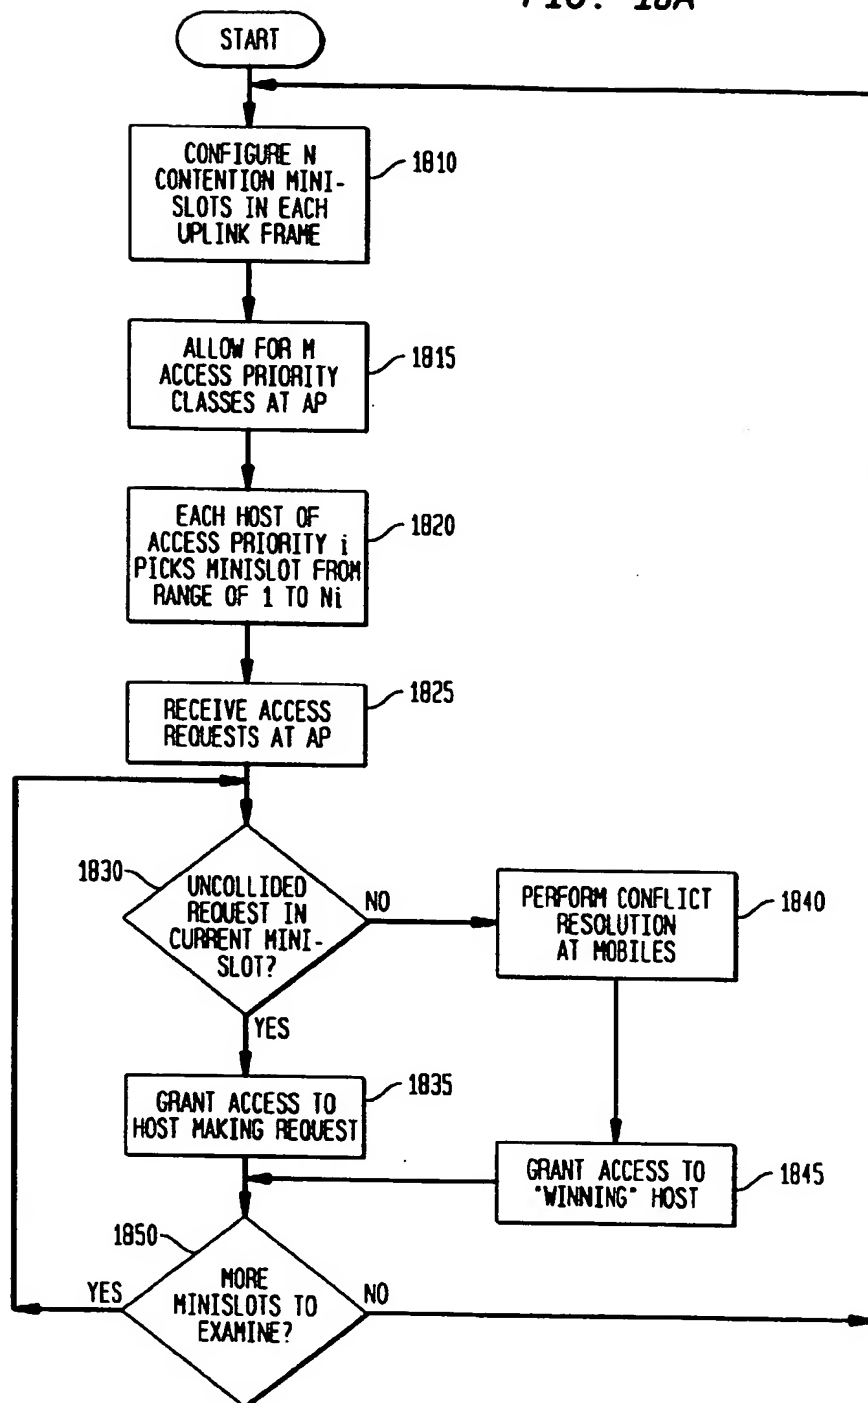 FIG. 18A
START
CONFIGURE N
CONTENTION MINI-
SLOTS IN EACH
UPLINK FRAME
1810
ALLOW FOR M
ACCESS PRIORITY
CLASSES AT AP
1815
EACH HOST OF
ACCESS PRIORITY i
PICKS MINISLOT FROM
RANGE OF 1 TO Ni
1820
RECEIVE ACCESS
REQUESTS AT AP
1825
1830
UNCOLLIDED
REQUEST IN
CURRENT MINI-
SLOT?
NO
YES
PERFORM CONFLICT
RESOLUTION
AT MOBILES
1840
GRANT ACCESS TO
HOST MAKING REQUEST
1835
GRANT ACCESS TO
"WINNING" HOST
1845
1850
MORE
MINISLOTS TO
EXAMINE?
YES
NO